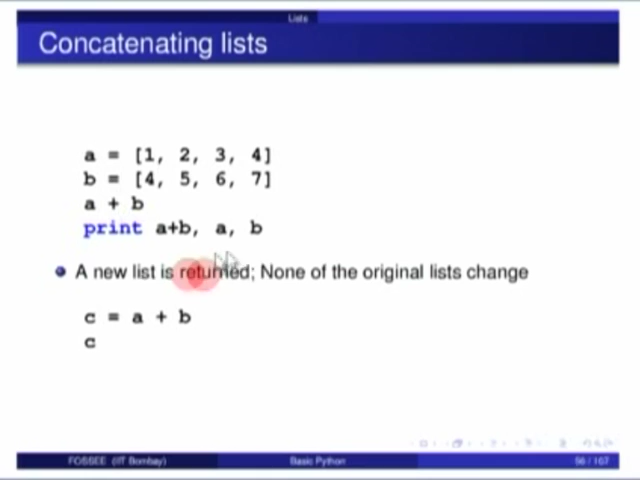 Lists
Concatenating lists
a = [1, 2, 3, 4]
b = [4, 5, 6, 7]
a + b
print a+b, a, b
A new list is returned; None of the original lists change
c = a + b
c
FOSSEE (IIT Bombay) Basic Python 56 / 167